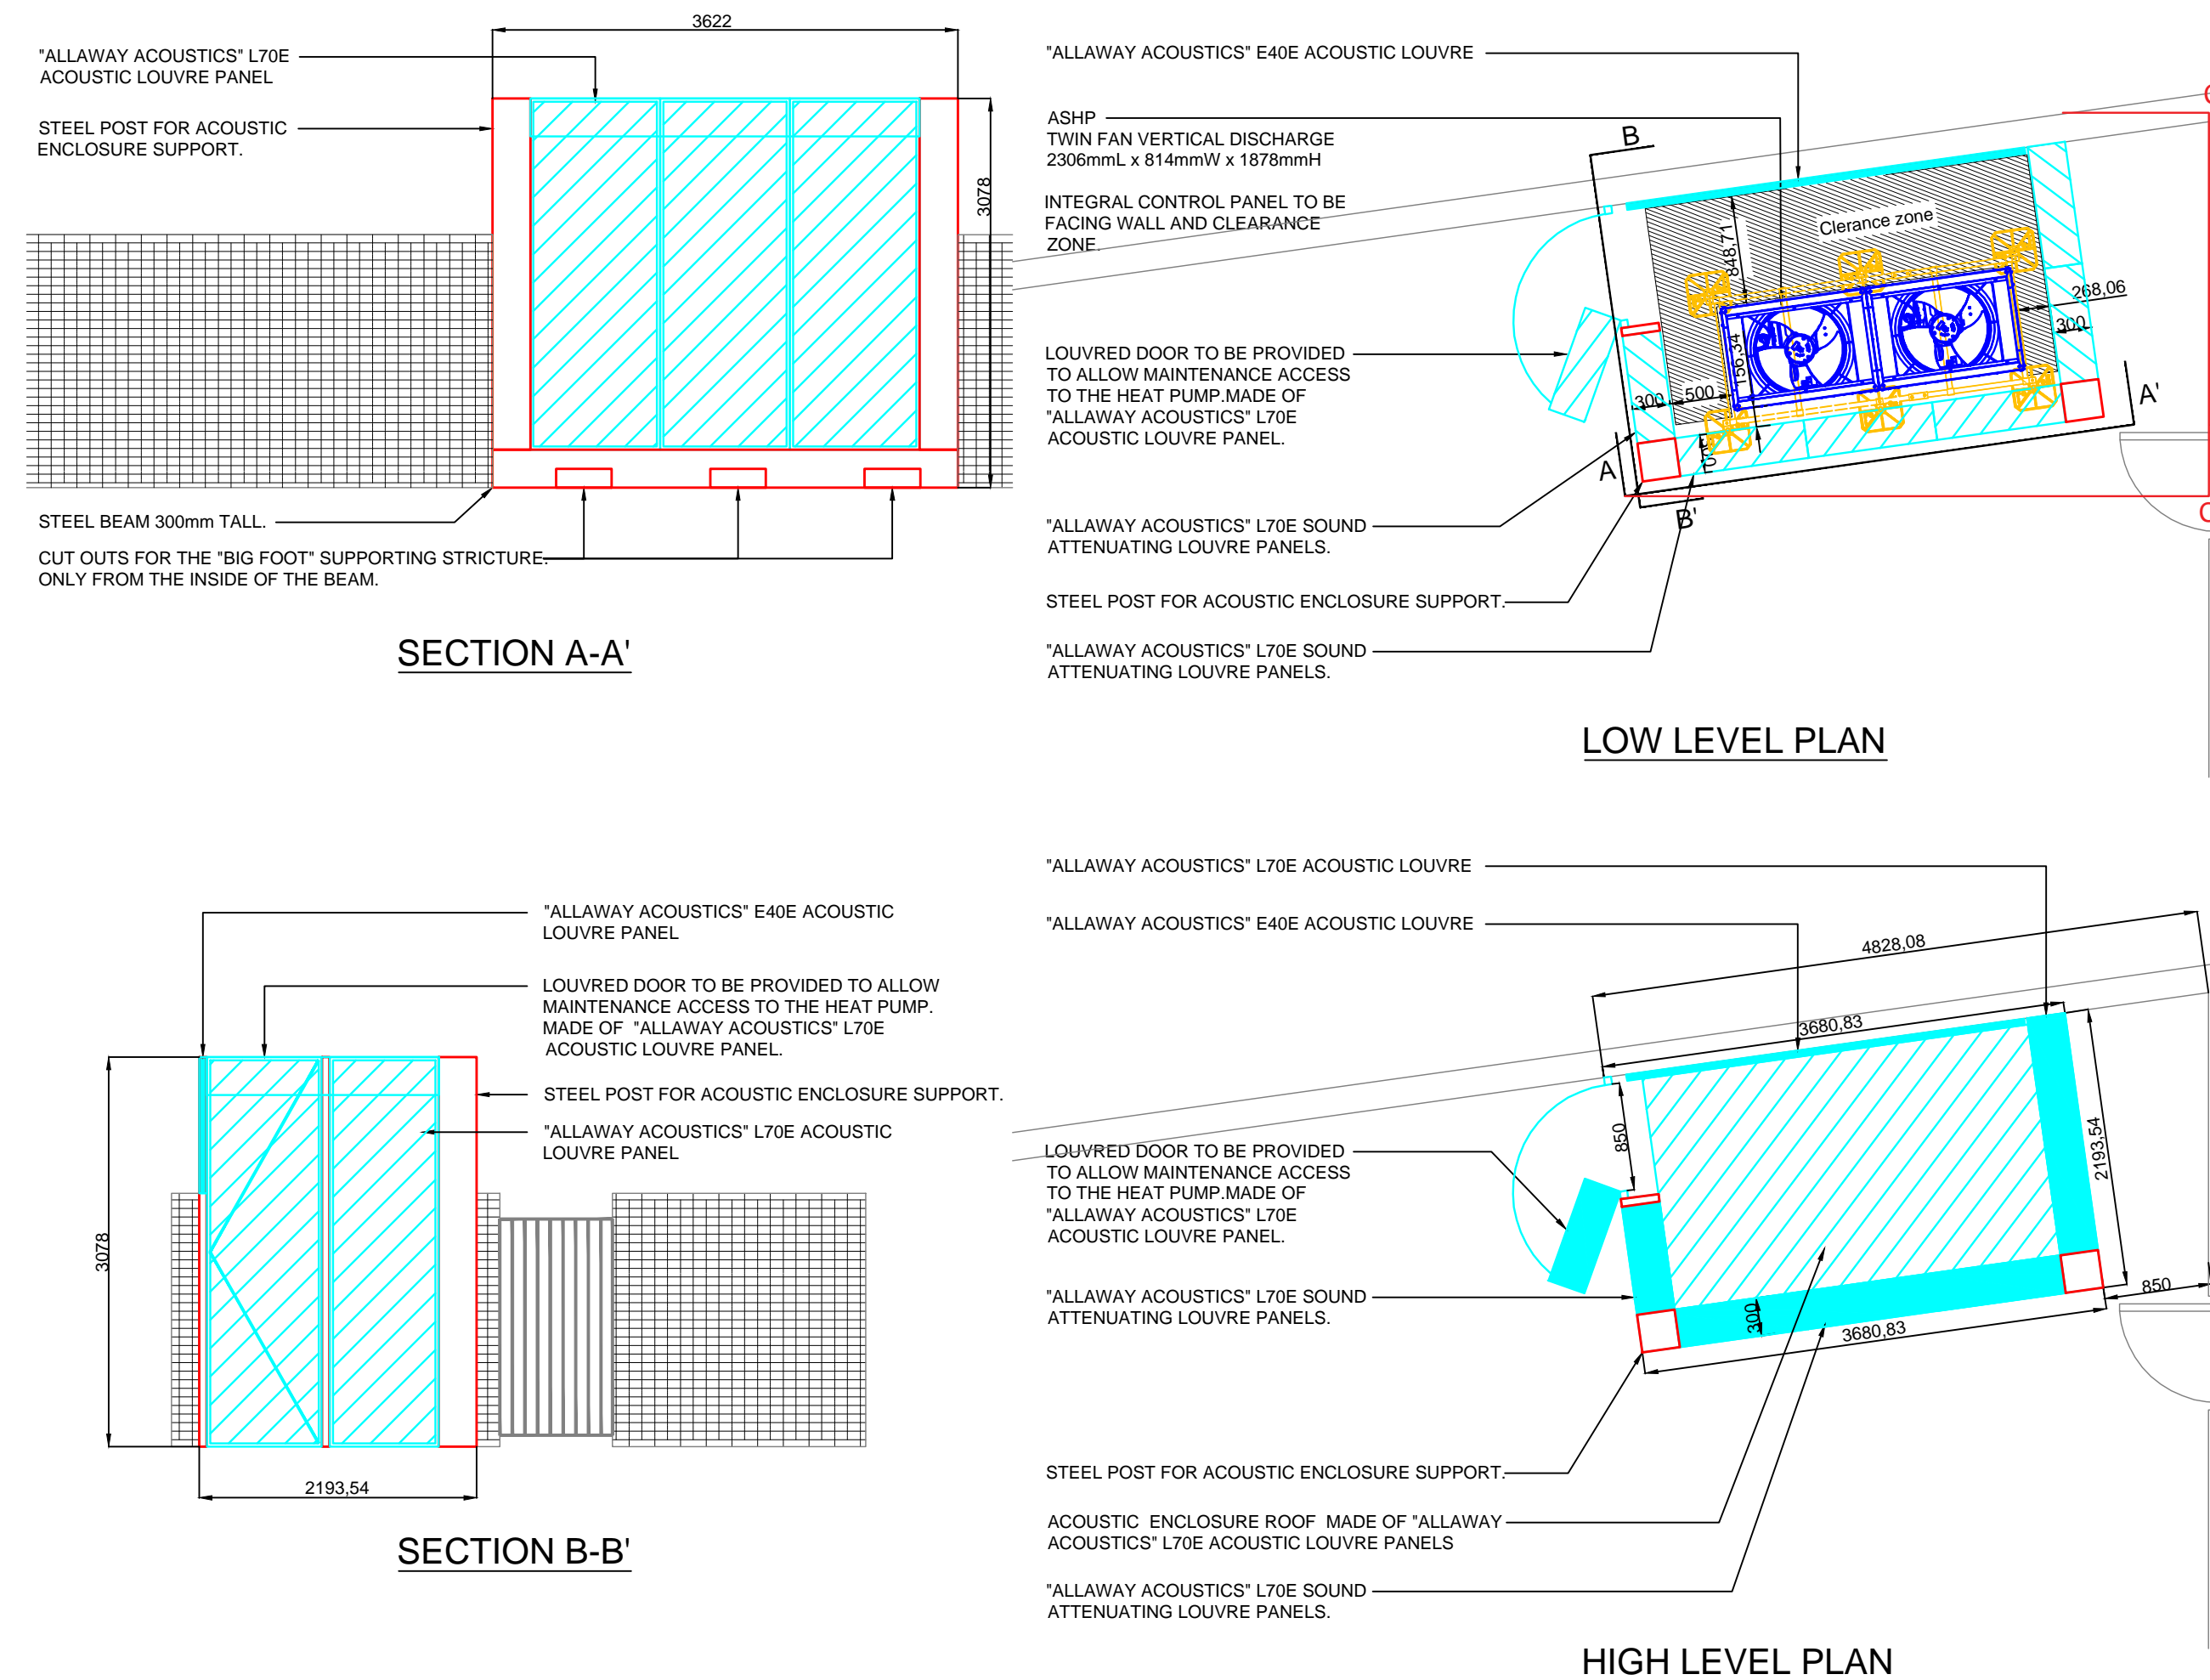 3622
"ALLAWAY ACOUSTICS" L70E
ACOUSTIC LOUVRE PANEL
STEEL POST FOR ACOUSTIC
ENCLOSURE SUPPORT.
3078
STEEL BEAM 300mm TALL.
CUT OUTS FOR THE "BIG FOOT" SUPPORTING STRICTURE.
ONLY FROM THE INSIDE OF THE BEAM.
SECTION A-A'
"ALLAWAY ACOUSTICS" E40E ACOUSTIC LOUVRE
ASHP
TWIN FAN VERTICAL DISCHARGE
2306mmL x 814mmW x 1878mmH
INTEGRAL CONTROL PANEL TO BE
FACING WALL AND CLEARANCE
ZONE.
LOUVRED DOOR TO BE PROVIDED
TO ALLOW MAINTENANCE ACCESS
TO THE HEAT PUMP.MADE OF
"ALLAWAY ACOUSTICS" L70E
ACOUSTIC LOUVRE PANEL.
"ALLAWAY ACOUSTICS" L70E SOUND
ATTENUATING LOUVRE PANELS.
STEEL POST FOR ACOUSTIC ENCLOSURE SUPPORT.
"ALLAWAY ACOUSTICS" L70E SOUND
ATTENUATING LOUVRE PANELS.
B
Clerance zone
848,71
268,06
300
156,34
300
500
A
A'
B'
LOW LEVEL PLAN
"ALLAWAY ACOUSTICS" E40E ACOUSTIC
LOUVRE PANEL
LOUVRED DOOR TO BE PROVIDED TO ALLOW
MAINTENANCE ACCESS TO THE HEAT PUMP.
MADE OF "ALLAWAY ACOUSTICS" L70E
ACOUSTIC LOUVRE PANEL.
STEEL POST FOR ACOUSTIC ENCLOSURE SUPPORT.
"ALLAWAY ACOUSTICS" L70E ACOUSTIC
LOUVRE PANEL
3078
2193,54
SECTION B-B'
"ALLAWAY ACOUSTICS" L70E ACOUSTIC LOUVRE
"ALLAWAY ACOUSTICS" E40E ACOUSTIC LOUVRE
4828,08
3680,83
850
2193,54
850
300
3680,83
LOUVRED DOOR TO BE PROVIDED
TO ALLOW MAINTENANCE ACCESS
TO THE HEAT PUMP.MADE OF
"ALLAWAY ACOUSTICS" L70E
ACOUSTIC LOUVRE PANEL.
"ALLAWAY ACOUSTICS" L70E SOUND
ATTENUATING LOUVRE PANELS.
STEEL POST FOR ACOUSTIC ENCLOSURE SUPPORT.
ACOUSTIC ENCLOSURE ROOF MADE OF "ALLAWAY
ACOUSTICS" L70E ACOUSTIC LOUVRE PANELS
"ALLAWAY ACOUSTICS" L70E SOUND
ATTENUATING LOUVRE PANELS.
HIGH LEVEL PLAN